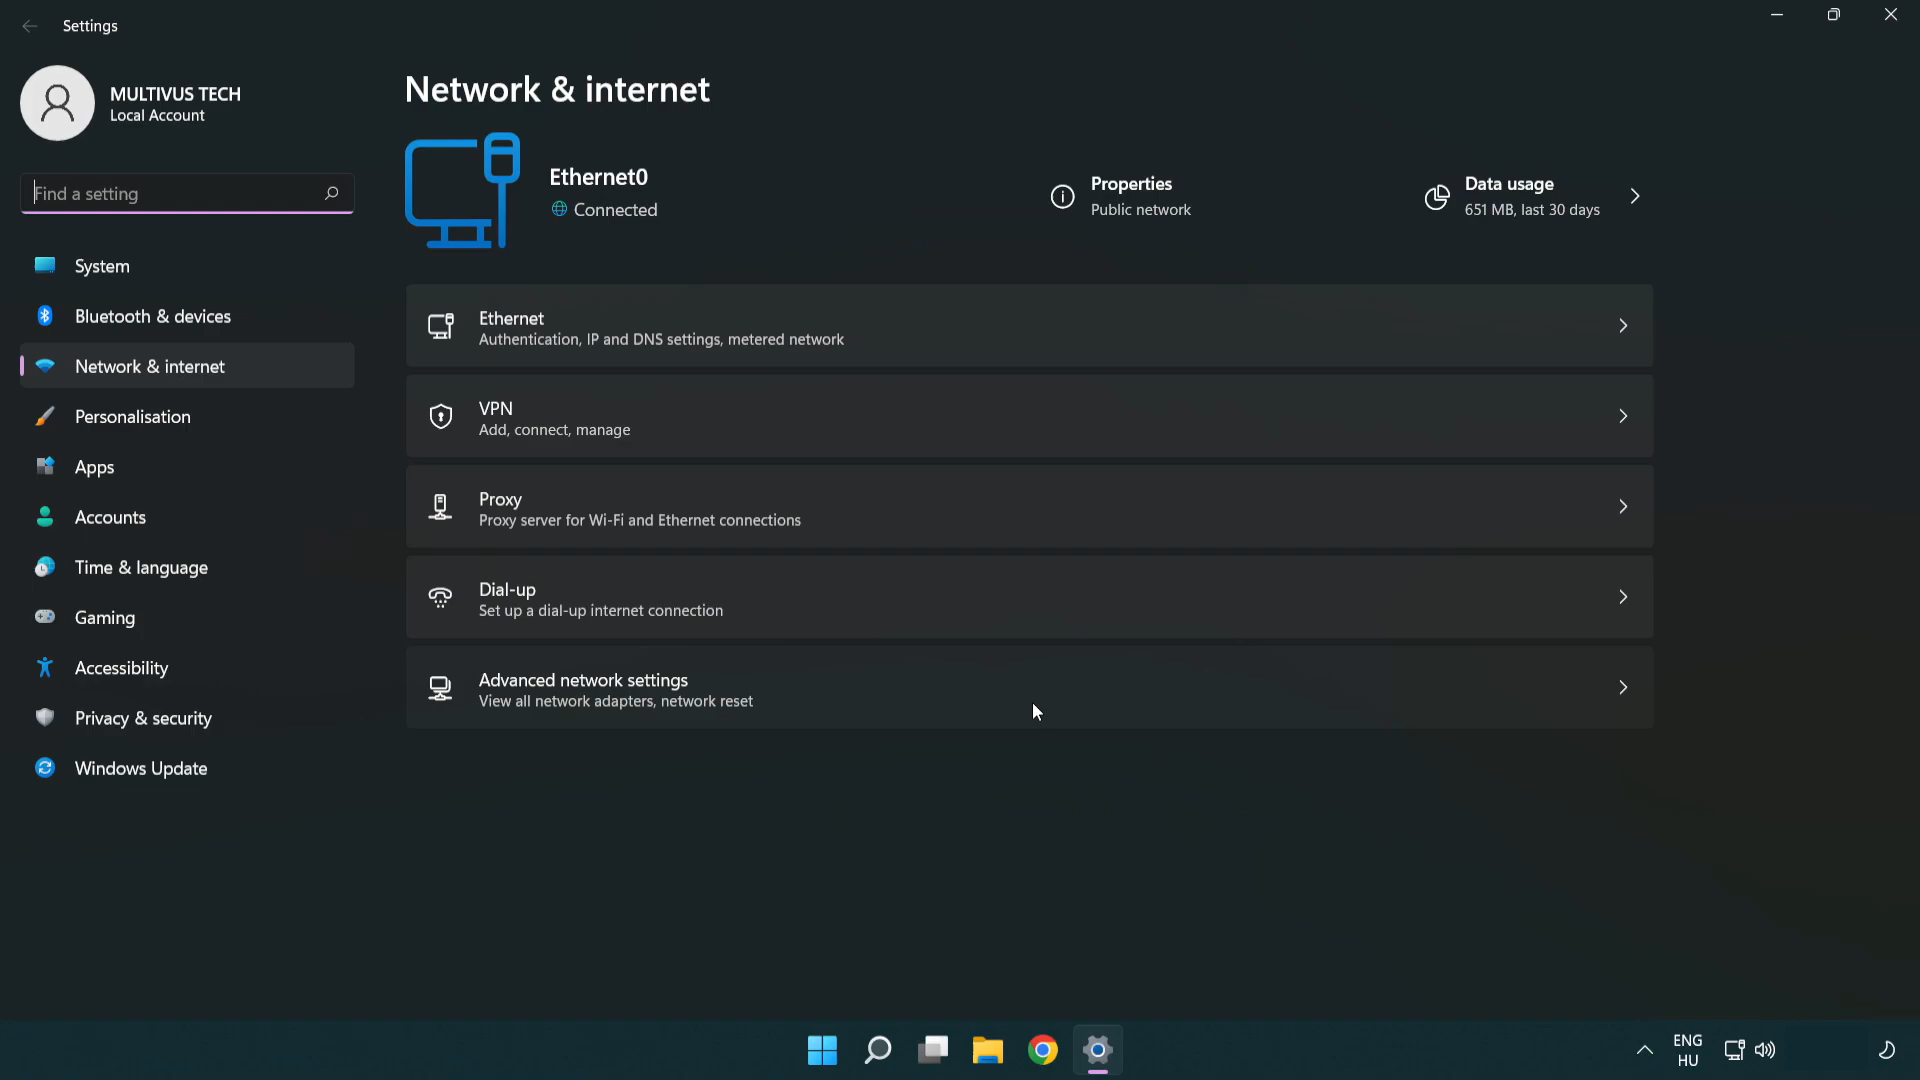 Settings
MULTIVUS TECH
Local Account
Find a setting
System
Bluetooth & devices
Network & internet
Personalisation
Apps
Accounts
Time & language
Gaming
Accessibility
Privacy & security
Windows Update
Network & internet
Ethernet0
Connected
Properties
Public network
Data usage
651 MB, last 30 days
Ethernet
Authentication, IP and DNS settings, metered network
VPN
Add, connect, manage
Proxy
Proxy server for Wi-Fi and Ethernet connections
Dial-up
Set up a dial-up internet connection
Advanced network settings
View all network adapters, network reset
ENG
HU